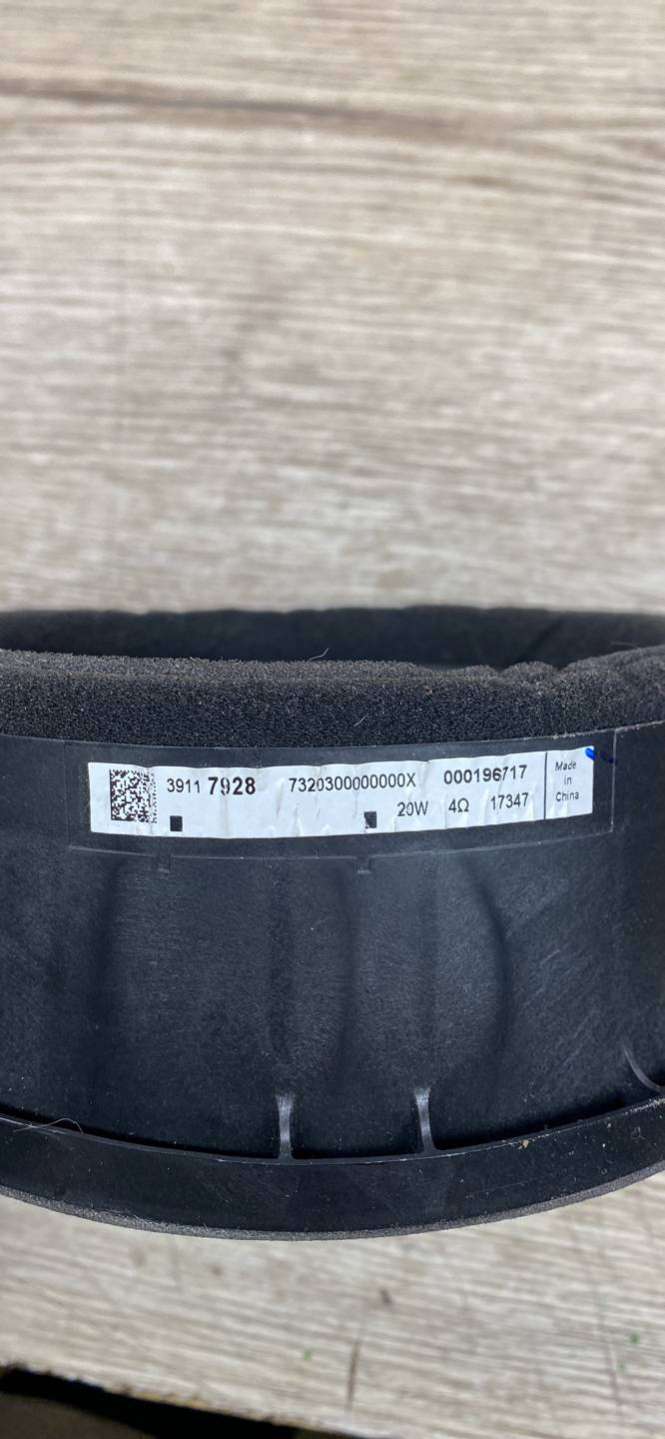 3911 7928 7320300000000X 000196717
20W 4Ω 17347
Made
in
China